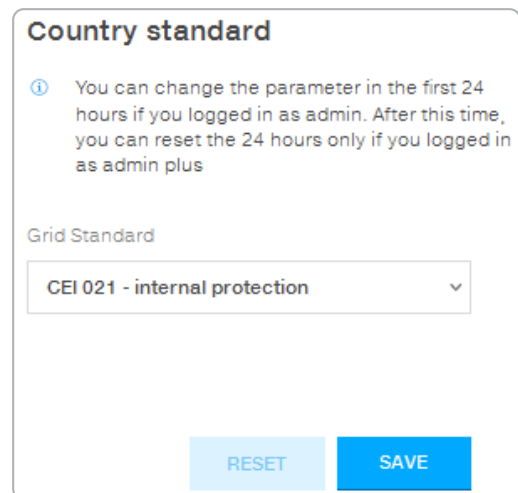 Country standard
You can change the parameter in the first 24
hours if you logged in as admin. After this time,
you can reset the 24 hours only if you logged in
as admin plus
Grid Standard
CEI 021 - internal protection
RESET
SAVE